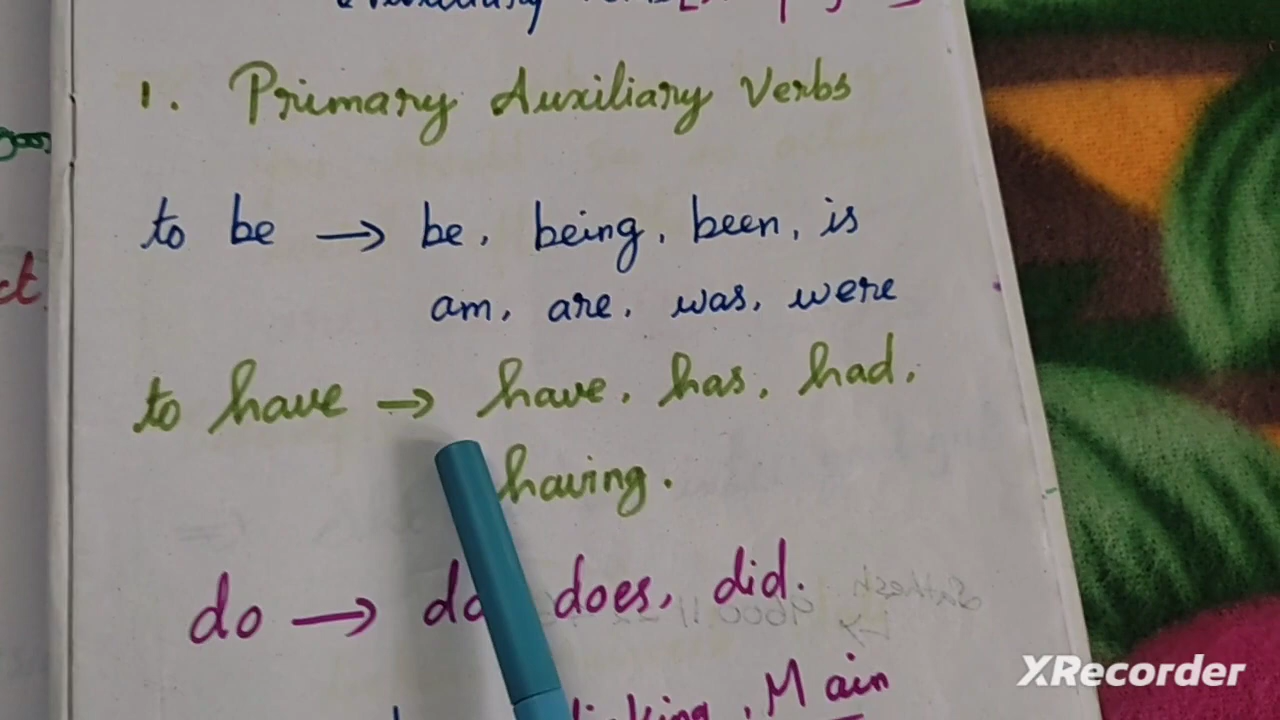 1. Primary Auxiliary Verbs
to be → be, being, been, is
am, are, was, were
to have → have, has, had,
having.
do → do does, did.
Main
XRecorder